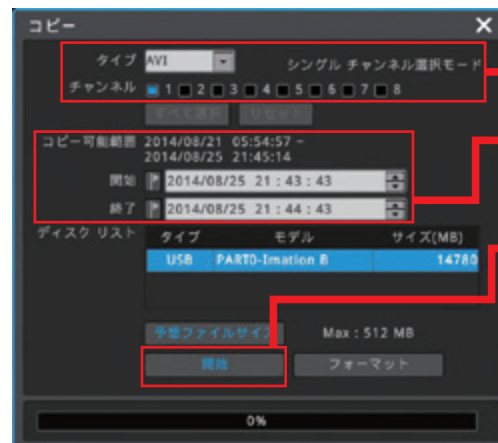 コピー
タイプ AVI シングル チャンネル選択モード
チャンネル 1 2 3 4 5 6 7 8
すべて選択 リセット
コピー可能範囲 2014/08/21 05:54:57 ~
2014/08/25 21:45:14
開始 2014/08/25 21 : 43 : 43
終了 2014/08/25 21 : 44 : 43
ディスク リスト タイプ モデル サイズ(MB)
USB PART0-Imation B 14780
予想ファイルサイズ Max : 512 MB
開始 フォーマット
0%